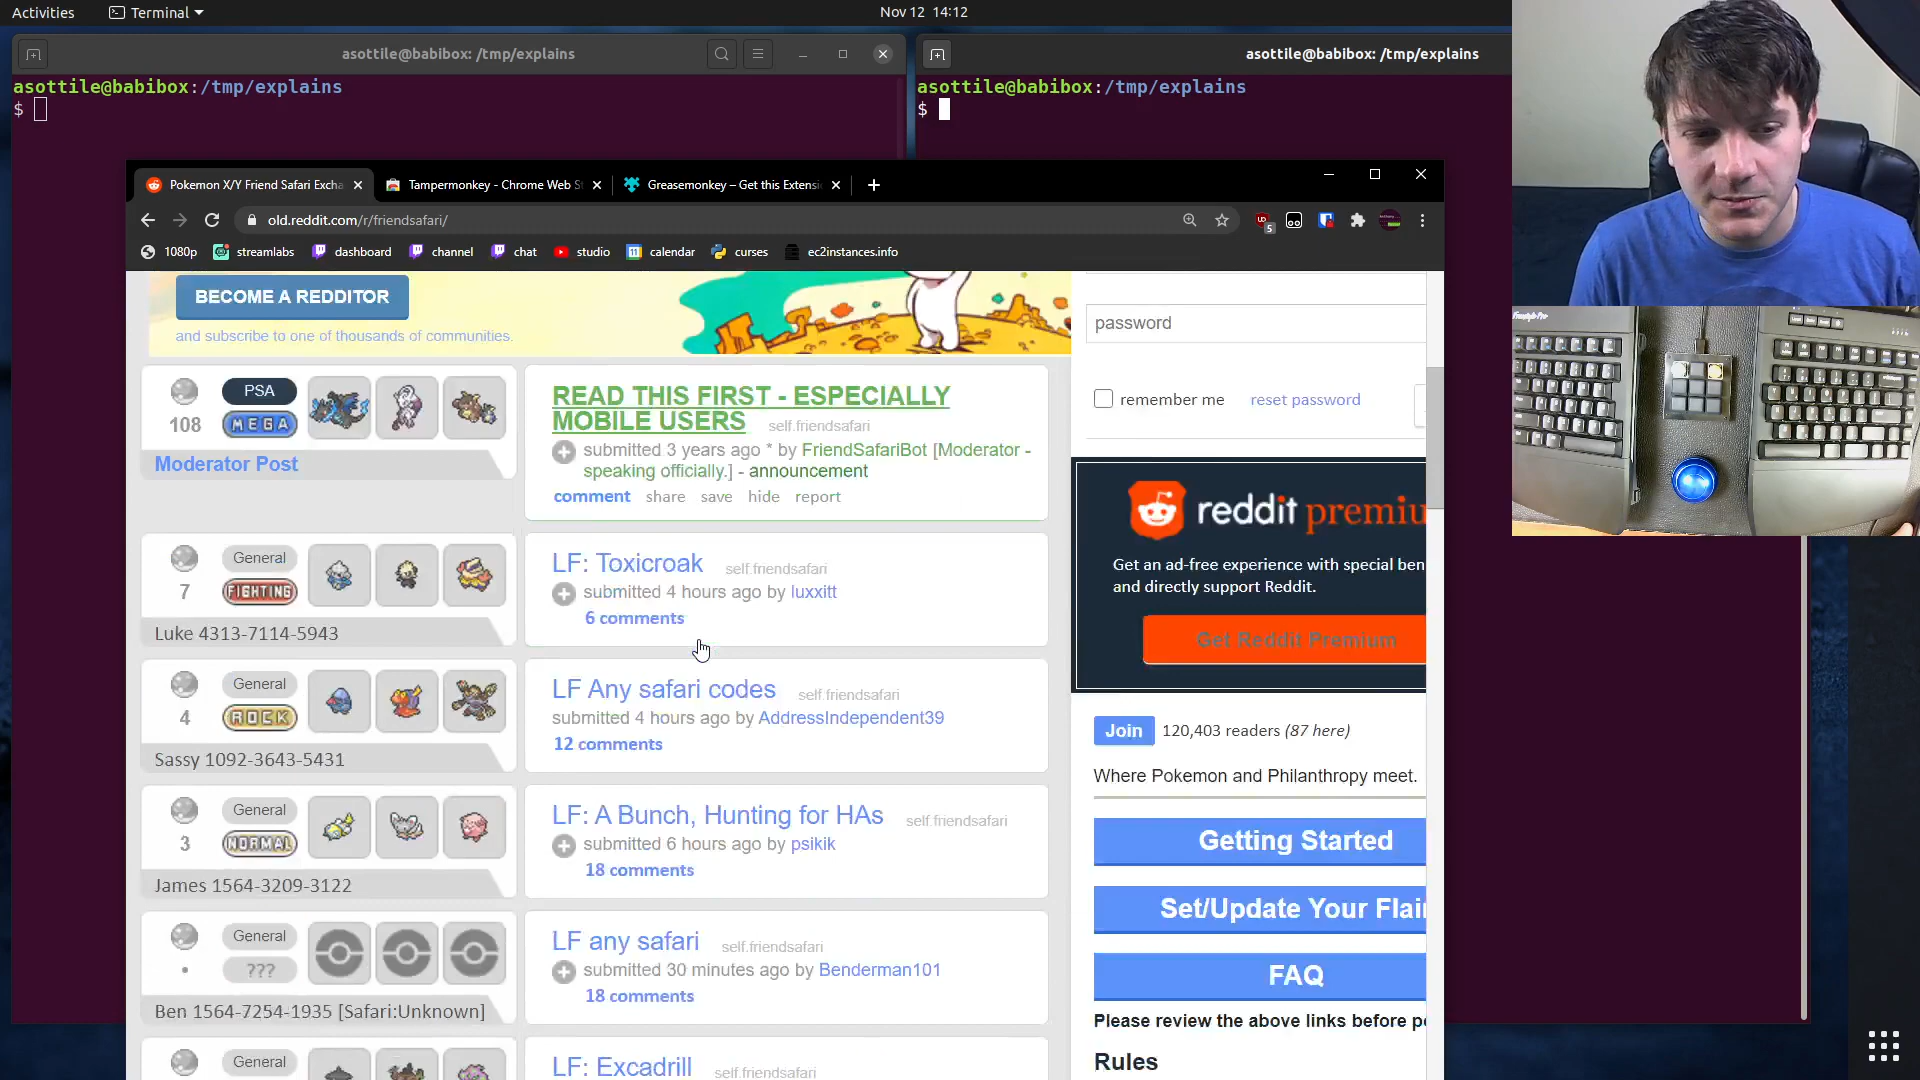 Activities
Terminal
Nov 12 14:12
asottile@babibox: /tmp/explains
asottile@babibox:/tmp/explains
$
asottile@babibox: /tmp/explains
asottile@babibox:/tmp/explains
$
Pokemon X/Y Friend Safari Excha
Tampermonkey - Chrome Web S
Greasemonkey – Get this Extensi
old.reddit.com/r/friendsafari/
5
1080p
streamlabs
dashboard
channel
chat
studio
calendar
curses
ec2instances.info
BECOME A REDDITOR
and subscribe to one of thousands of communities.
108
PSA
MEGA
Moderator Post
READ THIS FIRST - ESPECIALLY
MOBILE USERS self.friendsafari
submitted 3 years ago * by FriendSafariBot [Moderator -
speaking officially.] - announcement
comment share save hide report
7
General
FIGHTING
Luke 4313-7114-5943
LF: Toxicroak self.friendsafari
submitted 4 hours ago by luxxitt
6 comments
4
General
ROCK
Sassy 1092-3643-5431
LF Any safari codes self.friendsafari
submitted 4 hours ago by AddressIndependent39
12 comments
3
General
NORMAL
James 1564-3209-3122
LF: A Bunch, Hunting for HAs self.friendsafari
submitted 6 hours ago by psikik
18 comments
•
General
???
Ben 1564-7254-1935 [Safari:Unknown]
LF any safari self.friendsafari
submitted 30 minutes ago by Benderman101
18 comments
General
LF: Excadrill self.friendsafari
password
remember me reset password
reddit premiu
Get an ad-free experience with special ben
and directly support Reddit.
Get Reddit Premium
Join 120,403 readers (87 here)
Where Pokemon and Philanthropy meet.
Getting Started
Set/Update Your Flair
FAQ
Please review the above links before po
Rules